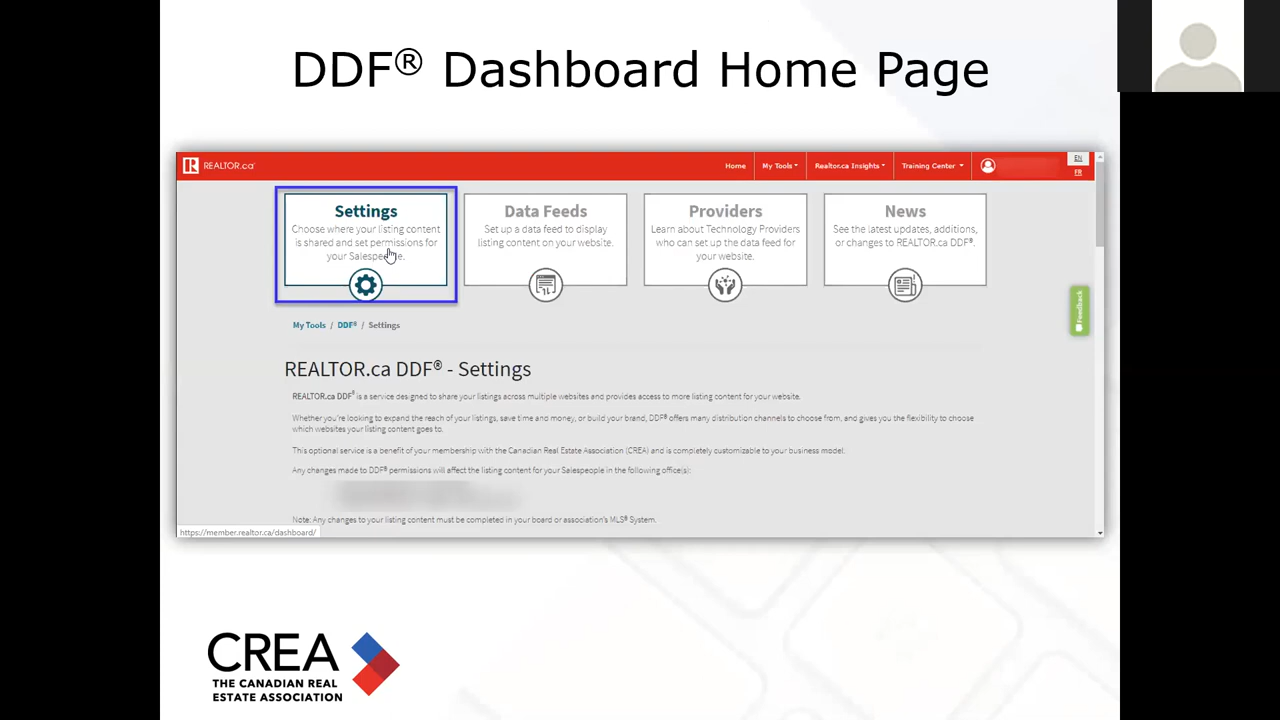 DDF® Dashboard Home Page
REALTOR.ca®
Home
My Tools
Realtor.ca Insights
Training Center
EN
FR
Settings
Choose where your listing content
is shared and set permissions for
your Salespeople.
Data Feeds
Set up a data feed to display
listing content on your website.
Providers
Learn about Technology Providers
who can set up the data feed for
your website.
News
See the latest updates, additions,
or changes to REALTOR.ca DDF®.
Feedback
My Tools / DDF® / Settings
REALTOR.ca DDF® - Settings
REALTOR.ca DDF® is a service designed to share your listings across multiple websites and provides access to more listing content for your website.
Whether you're looking to expand the reach of your listings, save time and money, or build your brand, DDF® offers many distribution channels to choose from, and gives you the flexibility to choose
which websites your listing content goes to.
This optional service is a benefit of your membership with the Canadian Real Estate Association (CREA) and is completely customizable to your business model.
Any changes made to DDF® permissions will affect the listing content for your Salespeople in the following office(s):
Note: Any changes to your listing content must be completed in your board or association's MLS® System.
https://member.realtor.ca/dashboard/
CREA
THE CANADIAN REAL
ESTATE ASSOCIATION